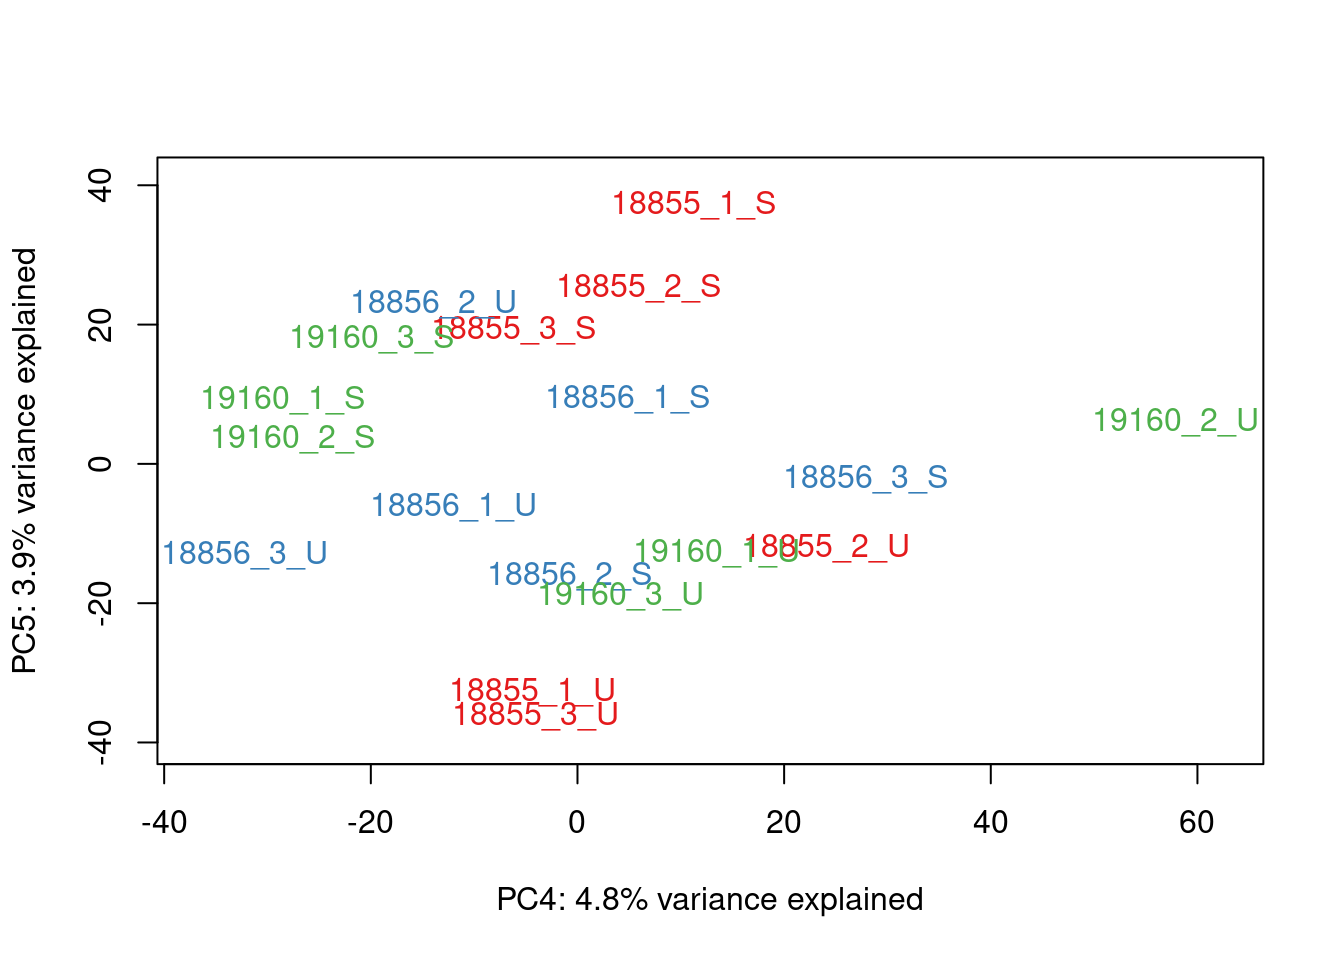 40
20
0
-20
-40
PC5: 3.9% variance explained
18855_1_S
18855_2_S
18856_2_U
18855_3_S
19160_3_S
19160_1_S
18856_1_S
19160_2_U
19160_2_S
18856_3_S
18856_1_U
18855_2_U
19160_1_U
18856_3_U
18856_2_S
19160_3_U
18855_1_U
18855_3_U
-40 -20 0 20 40 60
PC4: 4.8% variance explained